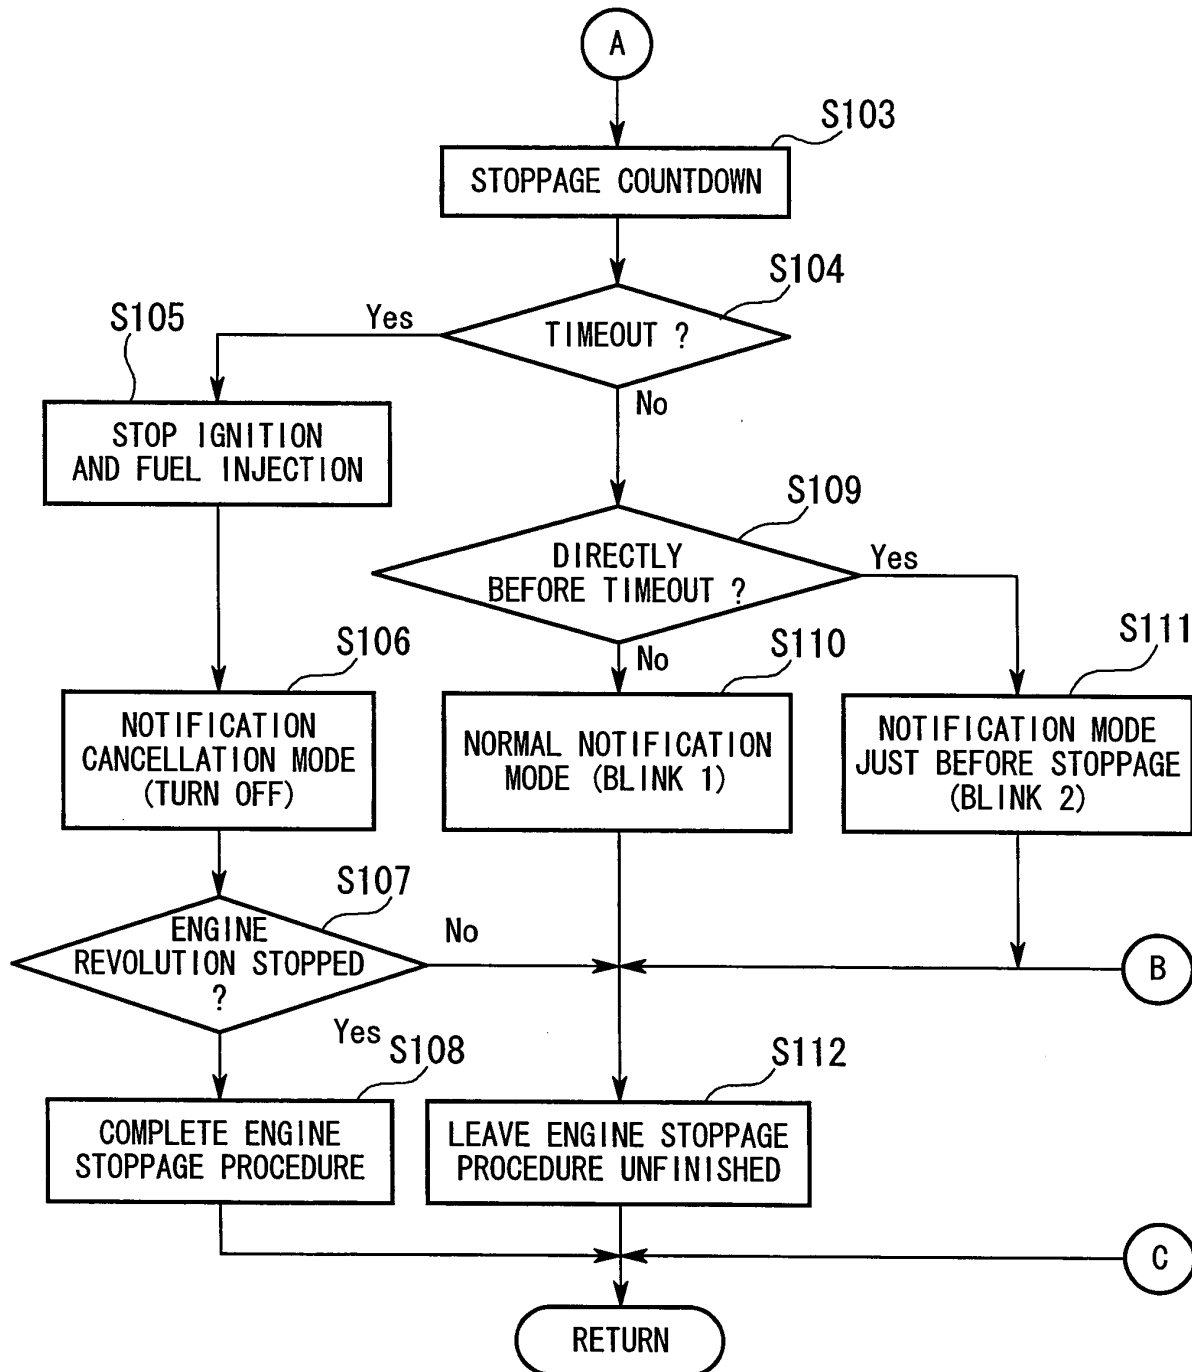 A
S103
STOPPAGE COUNTDOWN
S104
TIMEOUT ?
Yes
No
S105
STOP IGNITION
AND FUEL INJECTION
S109
DIRECTLY
BEFORE TIMEOUT ?
Yes
No
S106
NOTIFICATION
CANCELLATION MODE
(TURN OFF)
S110
NORMAL NOTIFICATION
MODE (BLINK 1)
S111
NOTIFICATION MODE
JUST BEFORE STOPPAGE
(BLINK 2)
S107
ENGINE
REVOLUTION STOPPED
?
No
Yes
B
S108
COMPLETE ENGINE
STOPPAGE PROCEDURE
S112
LEAVE ENGINE STOPPAGE
PROCEDURE UNFINISHED
C
RETURN